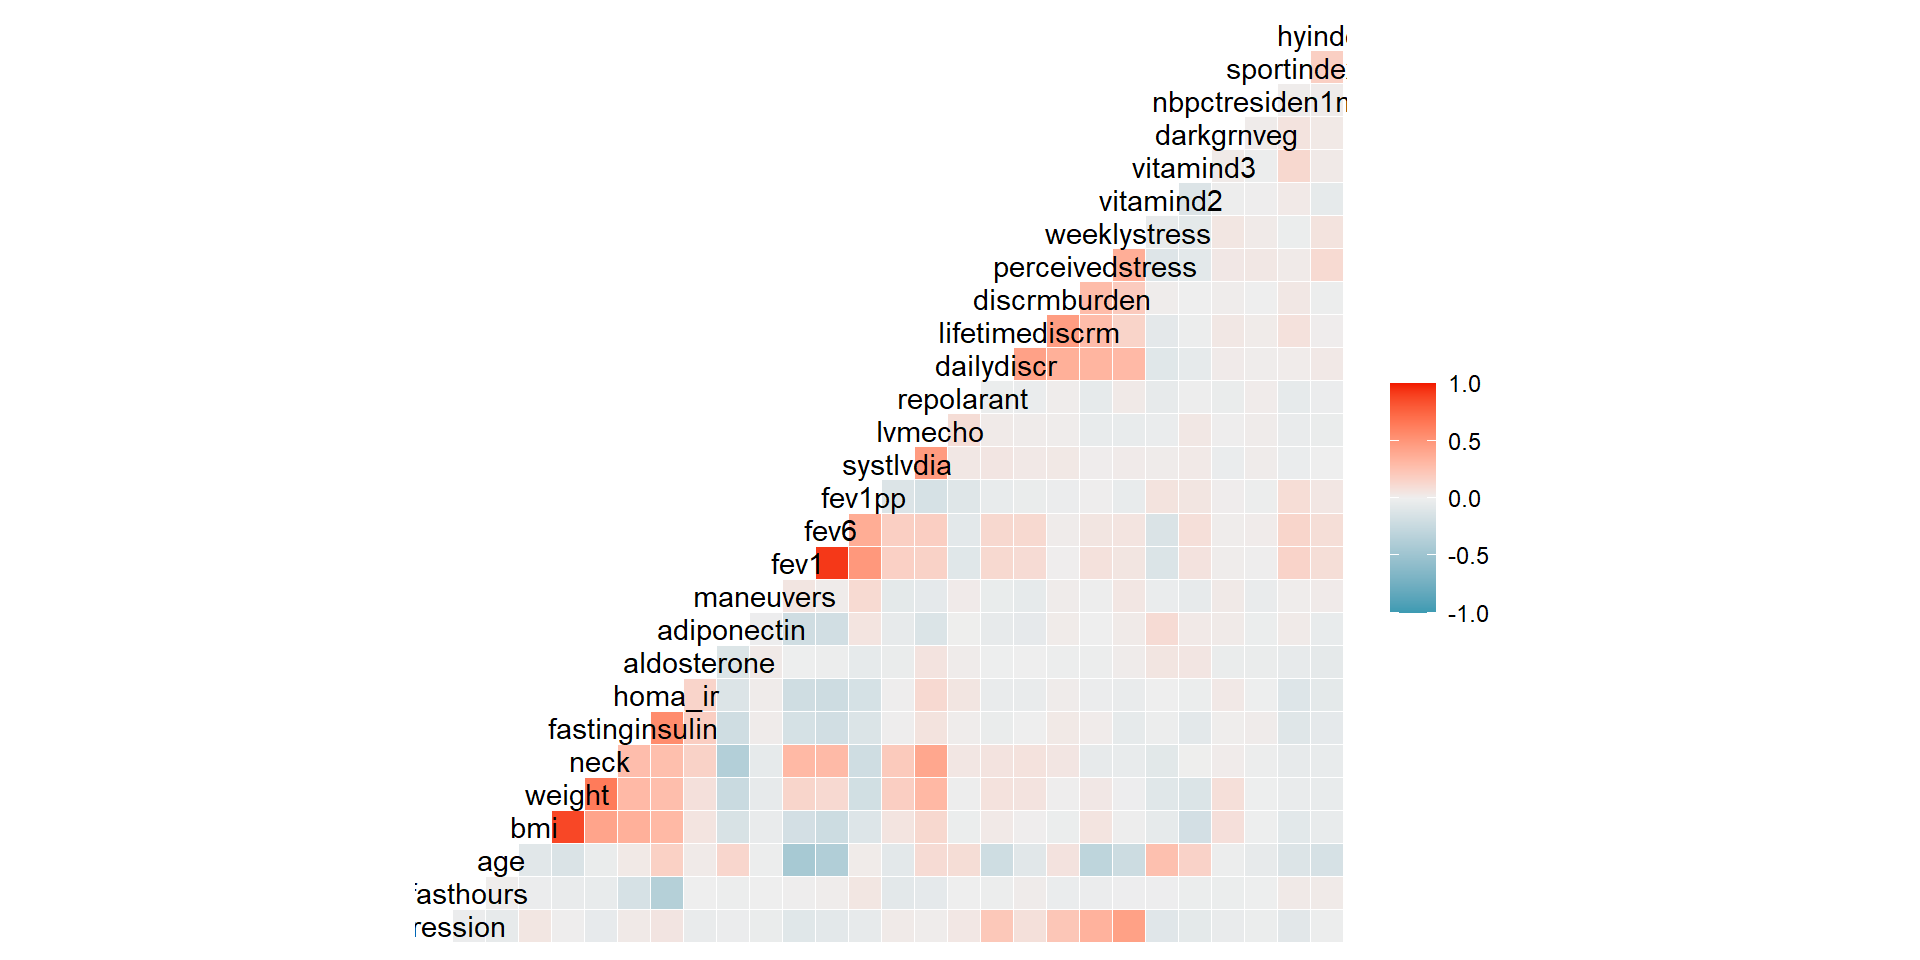 hyind
sportindex
nbpctresiden1m
darkgrnveg
vitamind3
vitamind2
weeklystress
perceivedstress
discrmburden
lifetimediscrm
dailydiscr
repolarant
lvmecho
systlvdia
fev1pp
fev6
fev1
maneuvers
adiponectin
aldosterone
homa_ir
fastinginsulin
neck
weight
bmi
age
fasthours
ression
1.0
0.5
0.0
-0.5
-1.0